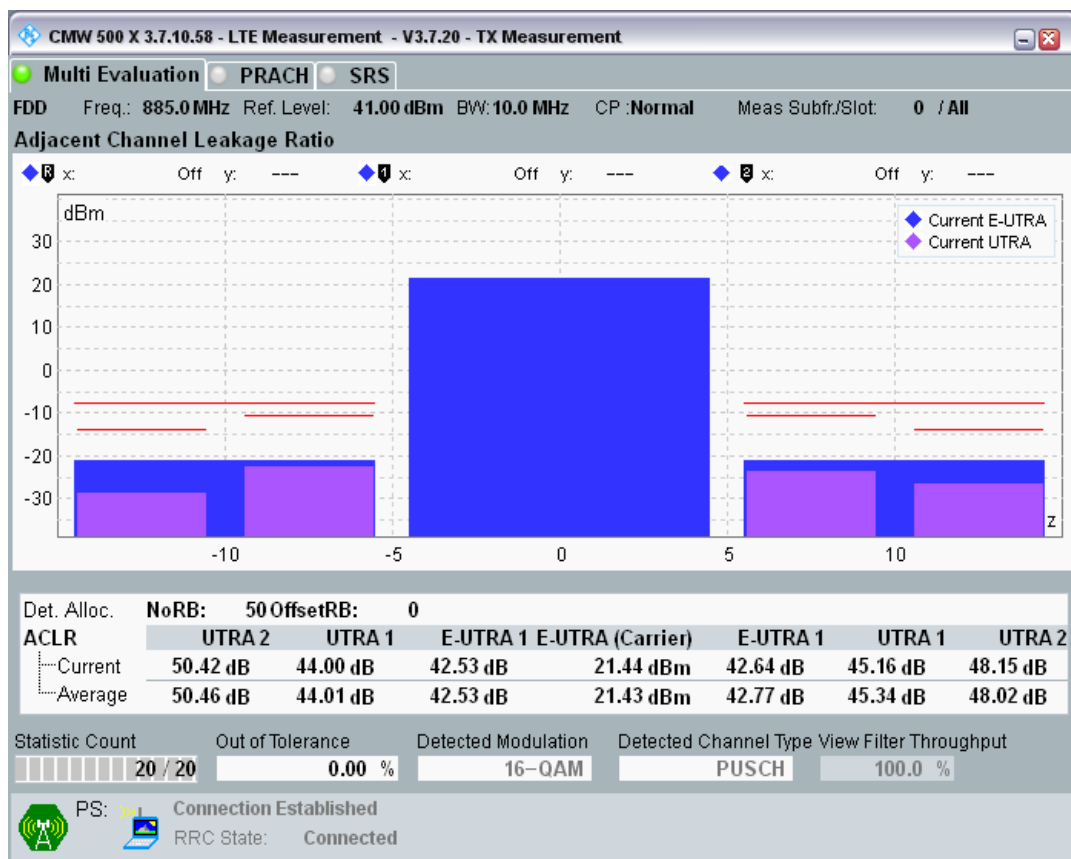 CMW 500 X 3.7.10.58 - LTE Measurement - V3.7.20 - TX Measurement
Multi Evaluation PRACH SRS
FDD Freq.: 885.0 MHz Ref. Level: 41.00 dBm BW: 10.0 MHz CP :Normal Meas Subfr./Slot: 0 / All
Adjacent Channel Leakage Ratio
R x: Off y: --- 1 x: Off y: --- 2 x: Off y: ---
dBm
Current E-UTRA
Current UTRA
30
20
10
0
-10
-20
-30
z
-10 -5 0 5 10
Det. Alloc. NoRB: 50 OffsetRB: 0
ACLR UTRA 2 UTRA 1 E-UTRA 1 E-UTRA (Carrier) E-UTRA 1 UTRA 1 UTRA 2
Current 50.42 dB 44.00 dB 42.53 dB 21.44 dBm 42.64 dB 45.16 dB 48.15 dB
Average 50.46 dB 44.01 dB 42.53 dB 21.43 dBm 42.77 dB 45.34 dB 48.02 dB
Statistic Count Out of Tolerance Detected Modulation Detected Channel Type View Filter Throughput
20 / 20 0.00 % 16-QAM PUSCH 100.0 %
PS: Connection Established
RRC State: Connected